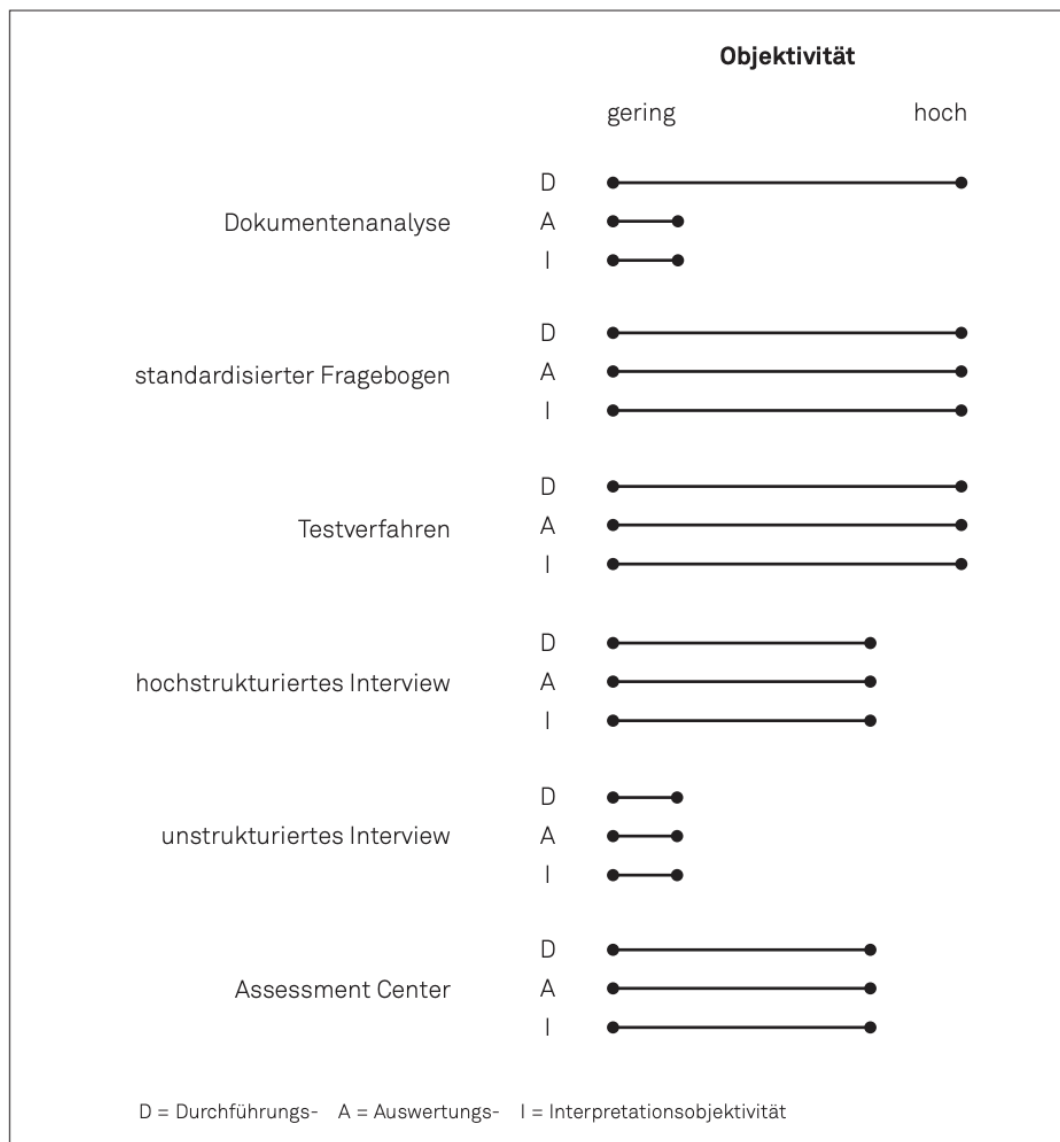 Objektivität
gering hoch
D
Dokumentenanalyse A
I
D
standardisierter Fragebogen A
I
D
Testverfahren A
I
D
hochstrukturiertes Interview A
I
D
unstrukturiertes Interview A
I
D
Assessment Center A
I
D = Durchführungs- A = Auswertungs- I = Interpretationsobjektivität